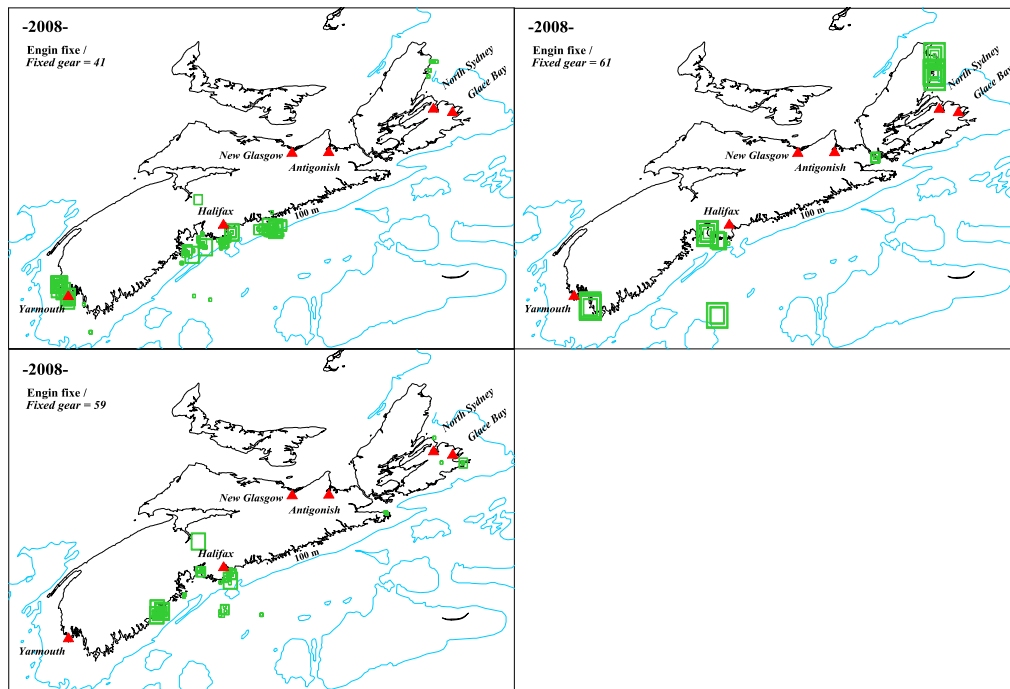 -2008-
Engin fixe /
Fixed gear = 41
North Sydney
Glace Bay
New Glasgow
Antigonish
Halifax
100 m
Yarmouth
-2008-
Engin fixe /
Fixed gear = 61
North Sydney
Glace Bay
New Glasgow
Antigonish
Halifax
100 m
Yarmouth
-2008-
Engin fixe /
Fixed gear = 59
North Sydney
Glace Bay
New Glasgow
Antigonish
Halifax
100 m
Yarmouth